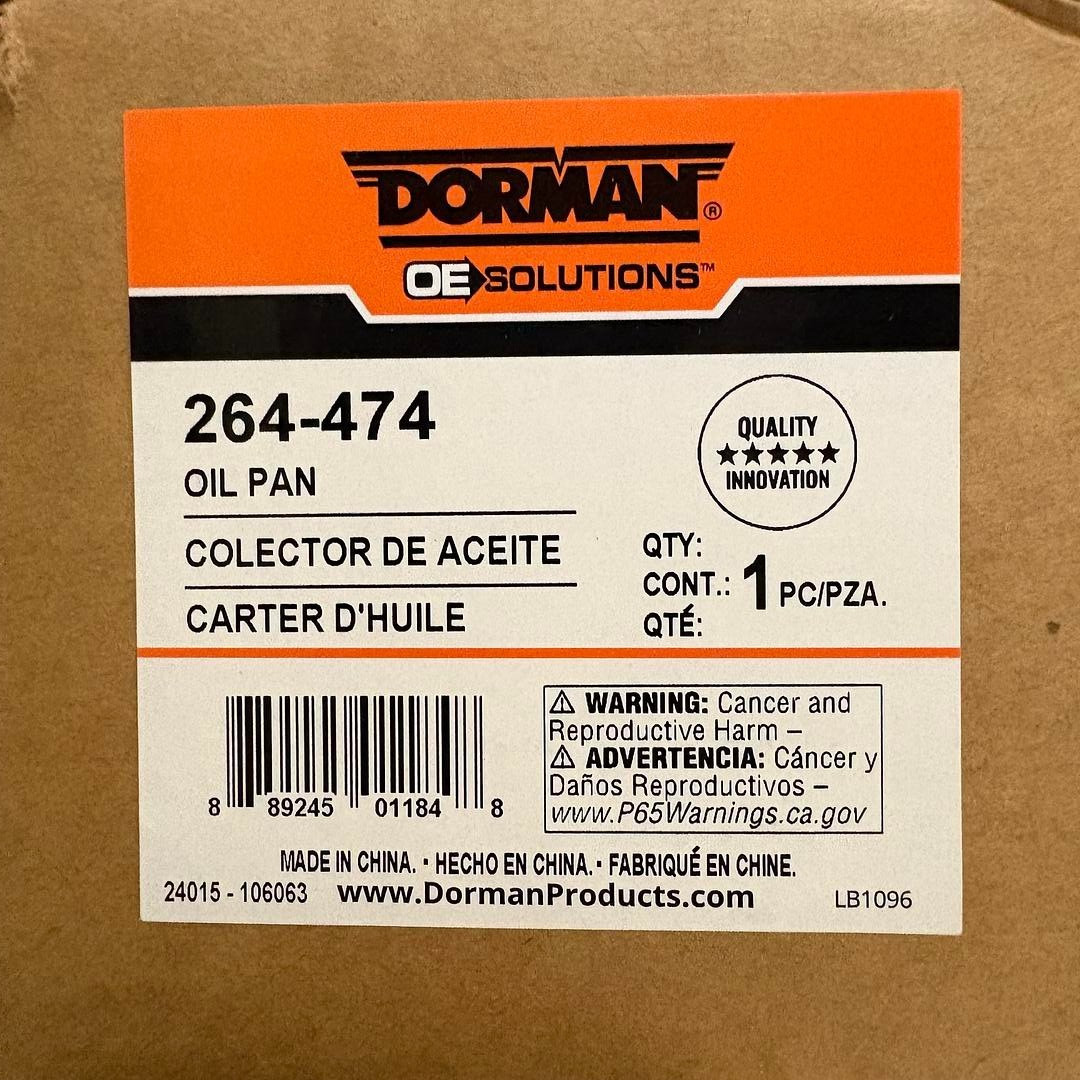 DORMAN®
OE SOLUTIONS™
264-474
OIL PAN
COLECTOR DE ACEITE
CARTER D'HUILE
QUALITY
★★★★★
INNOVATION
QTY:
CONT.: 1 PC/PZA.
QTÉ:
8 89245 01184 8
⚠ WARNING: Cancer and
Reproductive Harm –
⚠ ADVERTENCIA: Cáncer y
Daños Reproductivos –
www.P65Warnings.ca.gov
MADE IN CHINA. · HECHO EN CHINA. · FABRIQUÉ EN CHINE.
24015 - 106063 www.DormanProducts.com LB1096